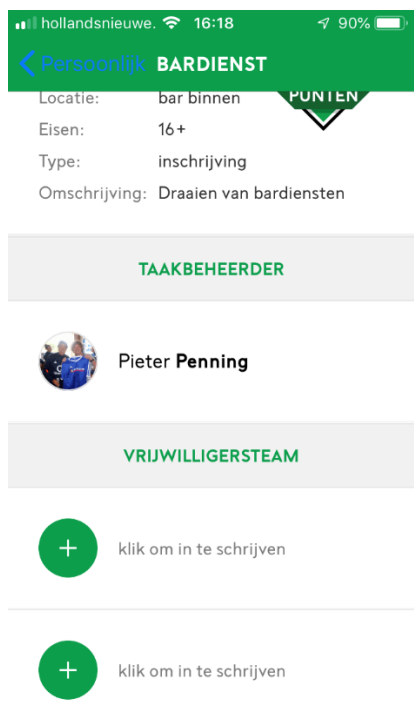 hollandsnieuwe. 16:18 90%
Persoonlijk BARDIENST
PUNTEN
Locatie: bar binnen
Eisen: 16+
Type: inschrijving
Omschrijving: Draaien van bardiensten
TAAKBEHEERDER
Pieter Penning
VRIJWILLIGERSTEAM
+ klik om in te schrijven
+ klik om in te schrijven